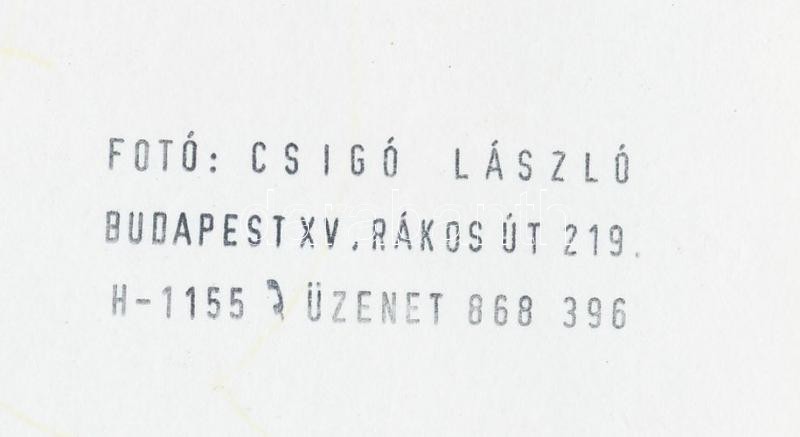 FOTÓ: CSIGÓ LÁSZLÓ
BUDAPEST XV. RÁKOS ÚT 219.
H-1155 ÜZENET 868 396